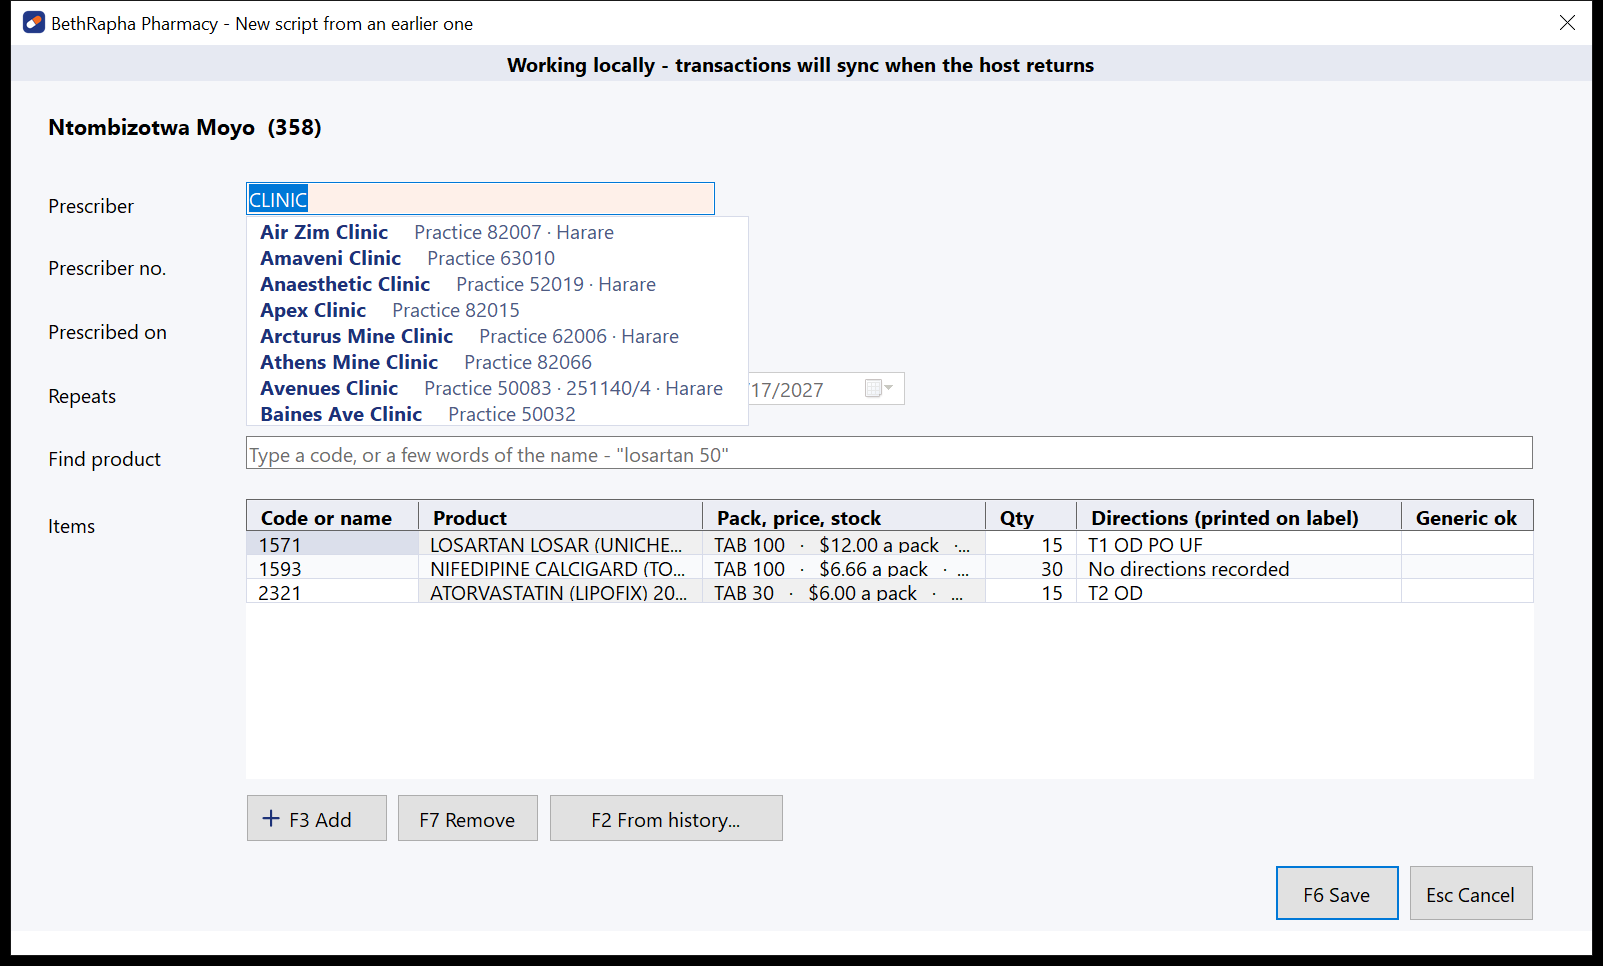 BethRapha Pharmacy - New script from an earlier one
Working locally - transactions will sync when the host returns
Ntombizotwa Moyo (358)
Prescriber
CLINIC
Air Zim Clinic Practice 82007 · Harare
Amaveni Clinic Practice 63010
Anaesthetic Clinic Practice 52019 · Harare
Apex Clinic Practice 82015
Arcturus Mine Clinic Practice 62006 · Harare
Athens Mine Clinic Practice 82066
Avenues Clinic Practice 50083 · 251140/4 · Harare
Baines Ave Clinic Practice 50032
Prescriber no.
Prescribed on
Repeats
/17/2027
Find product
Type a code, or a few words of the name - "losartan 50"
Items
Code or name Product Pack, price, stock Qty Directions (printed on label) Generic ok
1571 LOSARTAN LOSAR (UNICHE... TAB 100 · $12.00 a pack ·... 15 T1 OD PO UF
1593 NIFEDIPINE CALCIGARD (TO... TAB 100 · $6.66 a pack · ... 30 No directions recorded
2321 ATORVASTATIN (LIPOFIX) 20... TAB 30 · $6.00 a pack · ... 15 T2 OD
+ F3 Add
F7 Remove
F2 From history...
F6 Save
Esc Cancel